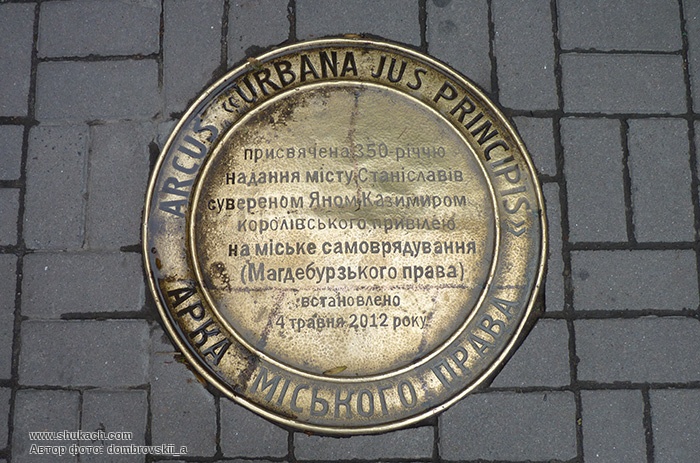 ARCUS «URBANA JUS PRINCIPIS»
присвячена 350-річчю
надання місту Станіславів
сувереном Яном Казимиром
королівського привілею
на міське самоврядування
(Магдебурзького права)
встановлено
4 травня 2012 року
АРКА МІСЬКОГО ПРАВА
www.shukach.com
Автор фото: dombrovskii_a